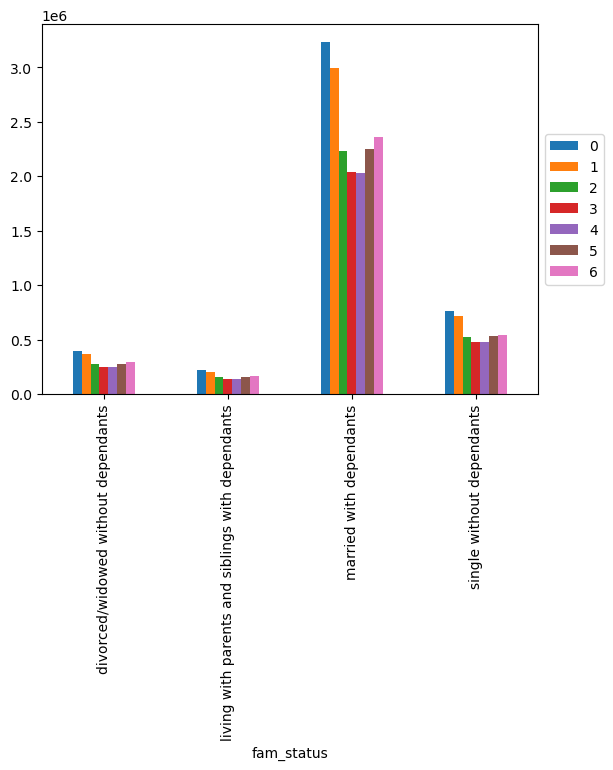 1e6
3.0
2.5
2.0
1.5
1.0
0.5
0.0
0
1
2
3
4
5
6
divorced/widowed without dependants
living with parents and siblings with dependants
married with dependants
single without dependants
fam_status